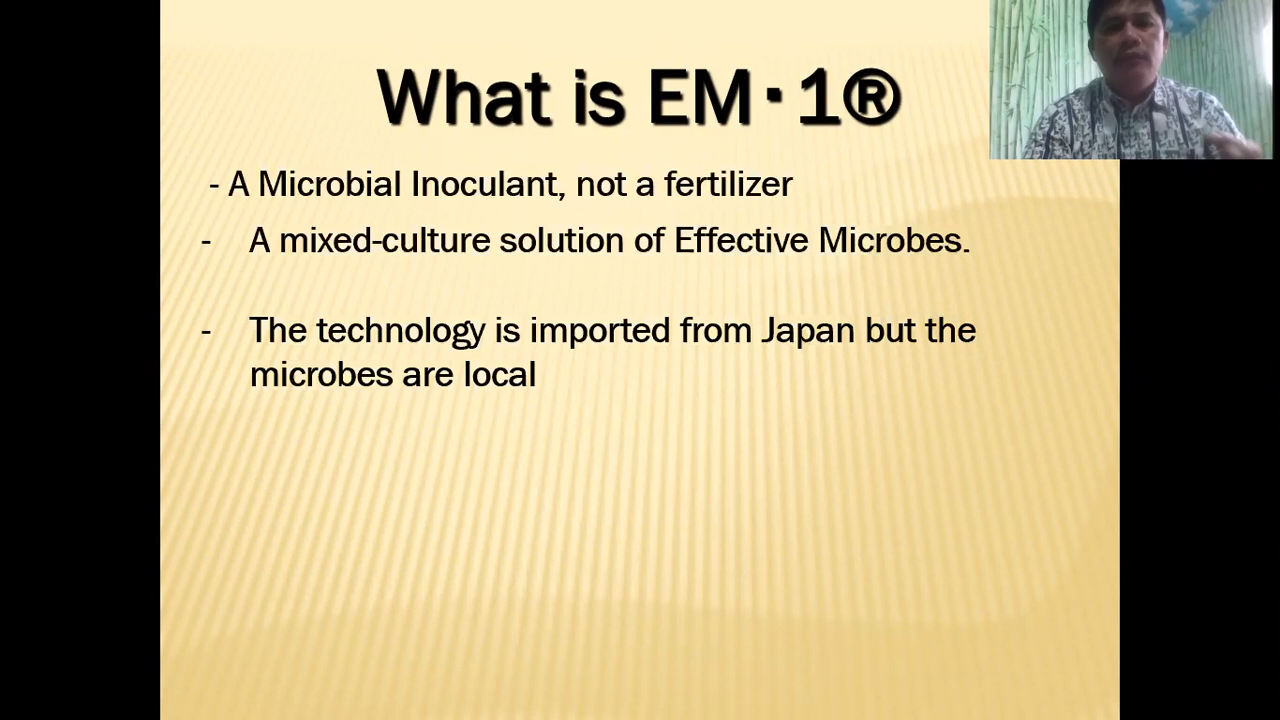 What is EM·1®
- A Microbial Inoculant, not a fertilizer
- A mixed-culture solution of Effective Microbes.
- The technology is imported from Japan but the
microbes are local